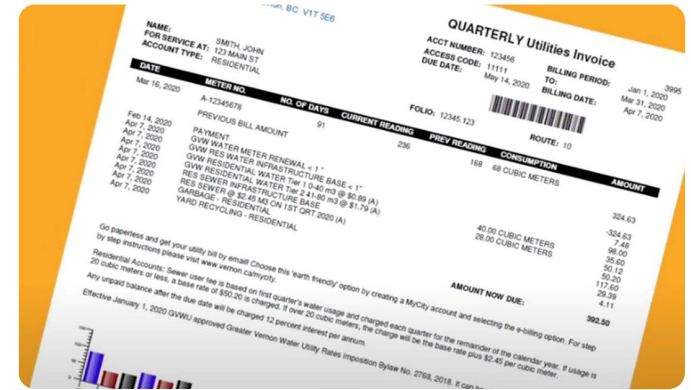 on, BC V1T 5E6
QUARTERLY Utilities Invoice
3995
NAME: SMITH, JOHN
FOR SERVICE AT: 123 MAIN ST
ACCOUNT TYPE: RESIDENTIAL
ACCT NUMBER: 123456
ACCESS CODE: 11111
DUE DATE: May 14, 2020
BILLING PERIOD: Jan 1, 2020
TO: Mar 31, 2020
BILLING DATE: Apr 7, 2020
FOLIO: 12345.123
ROUTE: 10
DATE METER NO. NO. OF DAYS CURRENT READING PREV READING CONSUMPTION AMOUNT
Mar 16, 2020 A-12345678 91 236 168 68 CUBIC METERS
PREVIOUS BILL AMOUNT 324.63
Feb 14, 2020 PAYMENT -324.63
Apr 7, 2020 GVW WATER METER RENEWAL < 1" 7.48
Apr 7, 2020 GVW RES WATER INFRASTRUCTURE BASE < 1" 98.00
Apr 7, 2020 GVW RESIDENTIAL WATER Tier 1 0-40 m3 @ $0.89 (A) 40.00 CUBIC METERS 35.60
Apr 7, 2020 GVW RESIDENTIAL WATER Tier 2 41-80 m3 @ $1.79 (A) 28.00 CUBIC METERS 50.12
Apr 7, 2020 RES SEWER INFRASTRUCTURE BASE 50.20
Apr 7, 2020 RES SEWER @ $2.45 M3 ON 1ST QRT 2020 (A) 117.60
Apr 7, 2020 GARBAGE - RESIDENTIAL 29.39
Apr 7, 2020 YARD RECYCLING - RESIDENTIAL 4.11
AMOUNT NOW DUE: 392.50
Go paperless and get your utility bill by email! Choose this 'earth friendly' option by creating a MyCity account and selecting the e-billing option. For step
by step instructions please visit www.vernon.ca/mycity.
Residential Accounts: Sewer user fee is based on first quarter's water usage and charged each quarter for the remainder of the calendar year. If usage is
20 cubic meters or less, a base rate of $50.20 is charged. If over 20 cubic meters, the charge will be the base rate plus $2.45 per cubic meter.
Any unpaid balance after the due date will be charged 12 percent interest per annum.
Effective January 1, 2020 GVWU approved Greater Vernon Water Utility Rates Imposition Bylaw No. 2768, 2018. It can